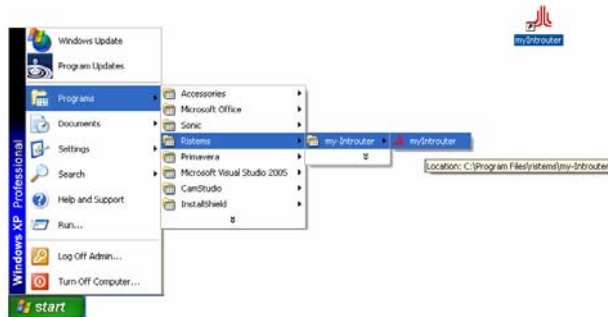 myIntrouter
Windows Update
Program Updates
Programs
Documents
Settings
Search
Help and Support
Run...
Log Off Admin...
Turn Off Computer...
Windows XP Professional
start
Accessories
Microsoft Office
Sonic
Ristems
Primavera
Microsoft Visual Studio 2005
CamStudio
InstallShield
my-Introuter
myIntrouter
Location: C:\Program Files\ristems\my-Introuter